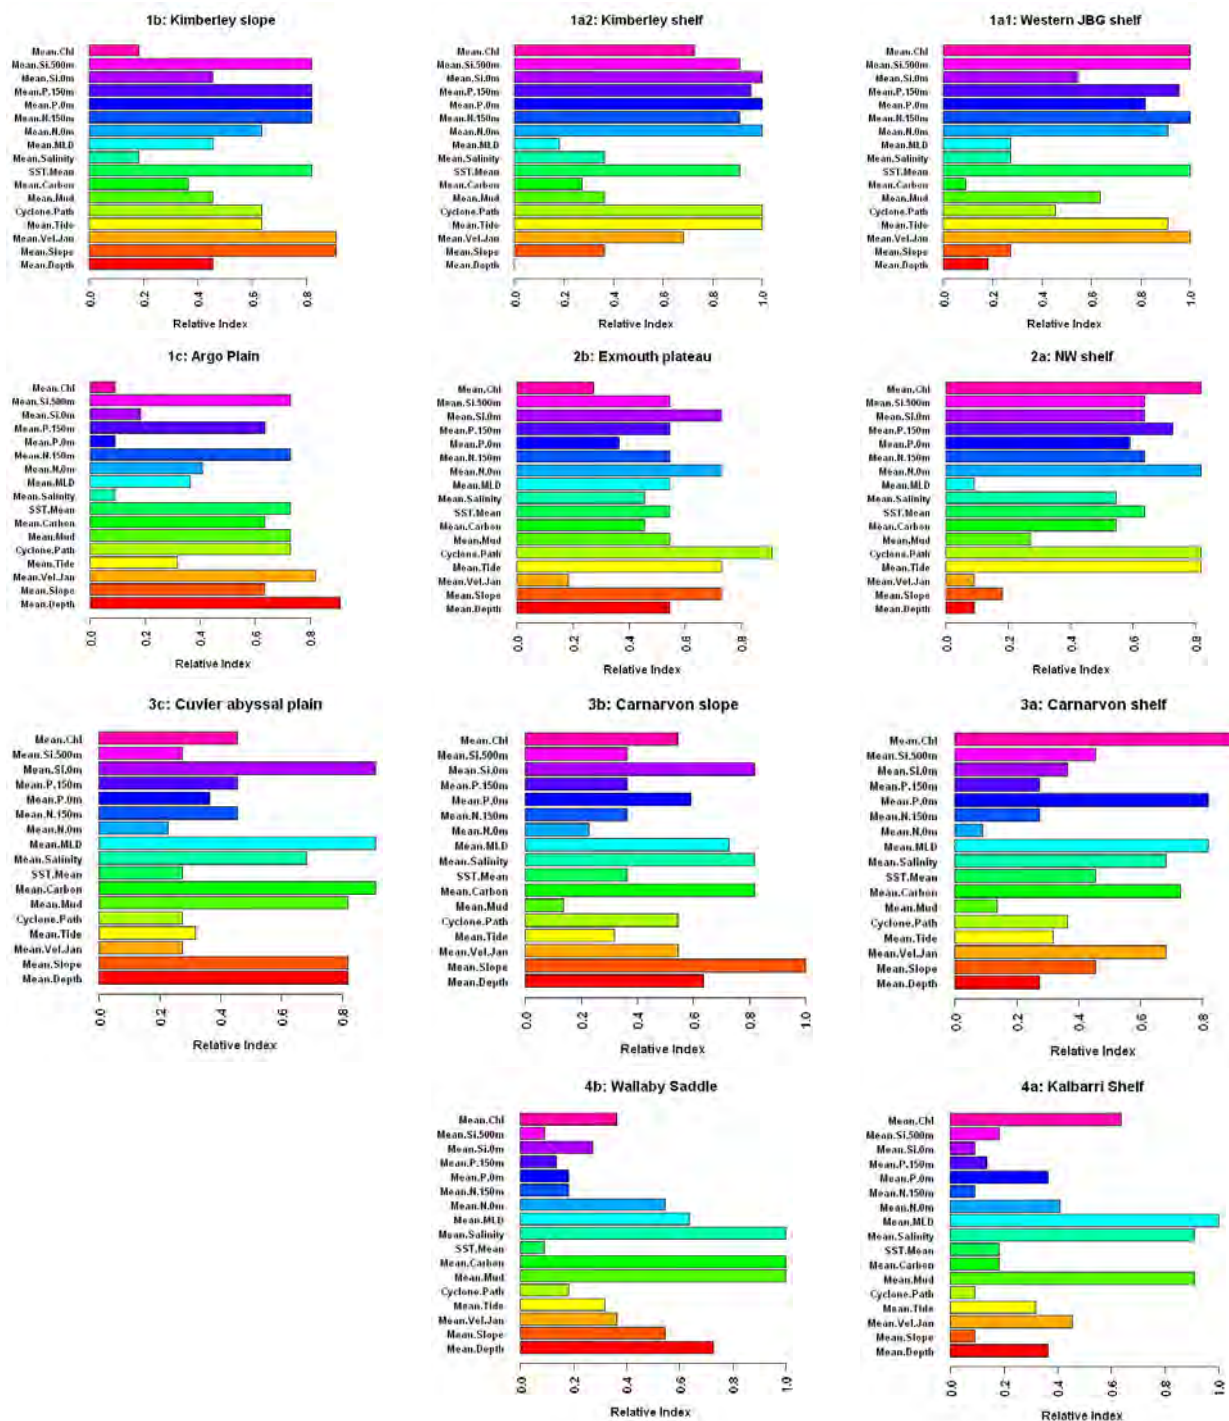 1b: Kimberley slope
Mean.Chl
Mean.Si.500m
Mean.Si.0m
Mean.P.150m
Mean.P.0m
Mean.N.150m
Mean.N.0m
Mean.MLD
Mean.Salinity
SST.Mean
Mean.Carbon
Mean.Mud
Cyclone.Path
Mean.Tide
Mean.Vel.Jan
Mean.Slope
Mean.Depth
0.0 0.2 0.4 0.6 0.8
Relative Index
1a2: Kimberley shelf
Mean.Chl
Mean.Si.500m
Mean.Si.0m
Mean.P.150m
Mean.P.0m
Mean.N.150m
Mean.N.0m
Mean.MLD
Mean.Salinity
SST.Mean
Mean.Carbon
Mean.Mud
Cyclone.Path
Mean.Tide
Mean.Vel.Jan
Mean.Slope
Mean.Depth
0.0 0.2 0.4 0.6 0.8 1.0
Relative Index
1a1: Western JBG shelf
Mean.Chl
Mean.Si.500m
Mean.Si.0m
Mean.P.150m
Mean.P.0m
Mean.N.150m
Mean.N.0m
Mean.MLD
Mean.Salinity
SST.Mean
Mean.Carbon
Mean.Mud
Cyclone.Path
Mean.Tide
Mean.Vel.Jan
Mean.Slope
Mean.Depth
0.0 0.2 0.4 0.6 0.8 1.0
Relative Index
1c: Argo Plain
Mean.Chl
Mean.Si.500m
Mean.Si.0m
Mean.P.150m
Mean.P.0m
Mean.N.150m
Mean.N.0m
Mean.MLD
Mean.Salinity
SST.Mean
Mean.Carbon
Mean.Mud
Cyclone.Path
Mean.Tide
Mean.Vel.Jan
Mean.Slope
Mean.Depth
0.0 0.2 0.4 0.6 0.8
Relative Index
2b: Exmouth plateau
Mean.Chl
Mean.Si.500m
Mean.Si.0m
Mean.P.150m
Mean.P.0m
Mean.N.150m
Mean.N.0m
Mean.MLD
Mean.Salinity
SST.Mean
Mean.Carbon
Mean.Mud
Cyclone.Path
Mean.Tide
Mean.Vel.Jan
Mean.Slope
Mean.Depth
0.0 0.2 0.4 0.6 0.8
Relative Index
2a: NW shelf
Mean.Chl
Mean.Si.500m
Mean.Si.0m
Mean.P.150m
Mean.P.0m
Mean.N.150m
Mean.N.0m
Mean.MLD
Mean.Salinity
SST.Mean
Mean.Carbon
Mean.Mud
Cyclone.Path
Mean.Tide
Mean.Vel.Jan
Mean.Slope
Mean.Depth
0.0 0.2 0.4 0.6 0.8
Relative Index
3c: Cuvier abyssal plain
Mean.Chl
Mean.Si.500m
Mean.Si.0m
Mean.P.150m
Mean.P.0m
Mean.N.150m
Mean.N.0m
Mean.MLD
Mean.Salinity
SST.Mean
Mean.Carbon
Mean.Mud
Cyclone.Path
Mean.Tide
Mean.Vel.Jan
Mean.Slope
Mean.Depth
0.0 0.2 0.4 0.6 0.8
Relative Index
3b: Carnarvon slope
Mean.Chl
Mean.Si.500m
Mean.Si.0m
Mean.P.150m
Mean.P.0m
Mean.N.150m
Mean.N.0m
Mean.MLD
Mean.Salinity
SST.Mean
Mean.Carbon
Mean.Mud
Cyclone.Path
Mean.Tide
Mean.Vel.Jan
Mean.Slope
Mean.Depth
0.0 0.2 0.4 0.6 0.8 1.0
Relative Index
3a: Carnarvon shelf
Mean.Chl
Mean.Si.500m
Mean.Si.0m
Mean.P.150m
Mean.P.0m
Mean.N.150m
Mean.N.0m
Mean.MLD
Mean.Salinity
SST.Mean
Mean.Carbon
Mean.Mud
Cyclone.Path
Mean.Tide
Mean.Vel.Jan
Mean.Slope
Mean.Depth
0.0 0.2 0.4 0.6 0.8
Relative Index
4b: Wallaby Saddle
Mean.Chl
Mean.Si.500m
Mean.Si.0m
Mean.P.150m
Mean.P.0m
Mean.N.150m
Mean.N.0m
Mean.MLD
Mean.Salinity
SST.Mean
Mean.Carbon
Mean.Mud
Cyclone.Path
Mean.Tide
Mean.Vel.Jan
Mean.Slope
Mean.Depth
0.0 0.2 0.4 0.6 0.8 1.0
Relative Index
4a: Kalbarri Shelf
Mean.Chl
Mean.Si.500m
Mean.Si.0m
Mean.P.150m
Mean.P.0m
Mean.N.150m
Mean.N.0m
Mean.MLD
Mean.Salinity
SST.Mean
Mean.Carbon
Mean.Mud
Cyclone.Path
Mean.Tide
Mean.Vel.Jan
Mean.Slope
Mean.Depth
0.0 0.2 0.4 0.6 0.8 1.0
Relative Index